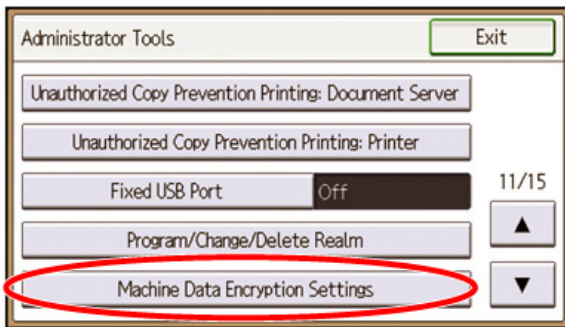 Administrator Tools
Exit
Unauthorized Copy Prevention Printing: Document Server
Unauthorized Copy Prevention Printing: Printer
Fixed USB Port
Off
11/15
▲
Program/Change/Delete Realm
Machine Data Encryption Settings
▼